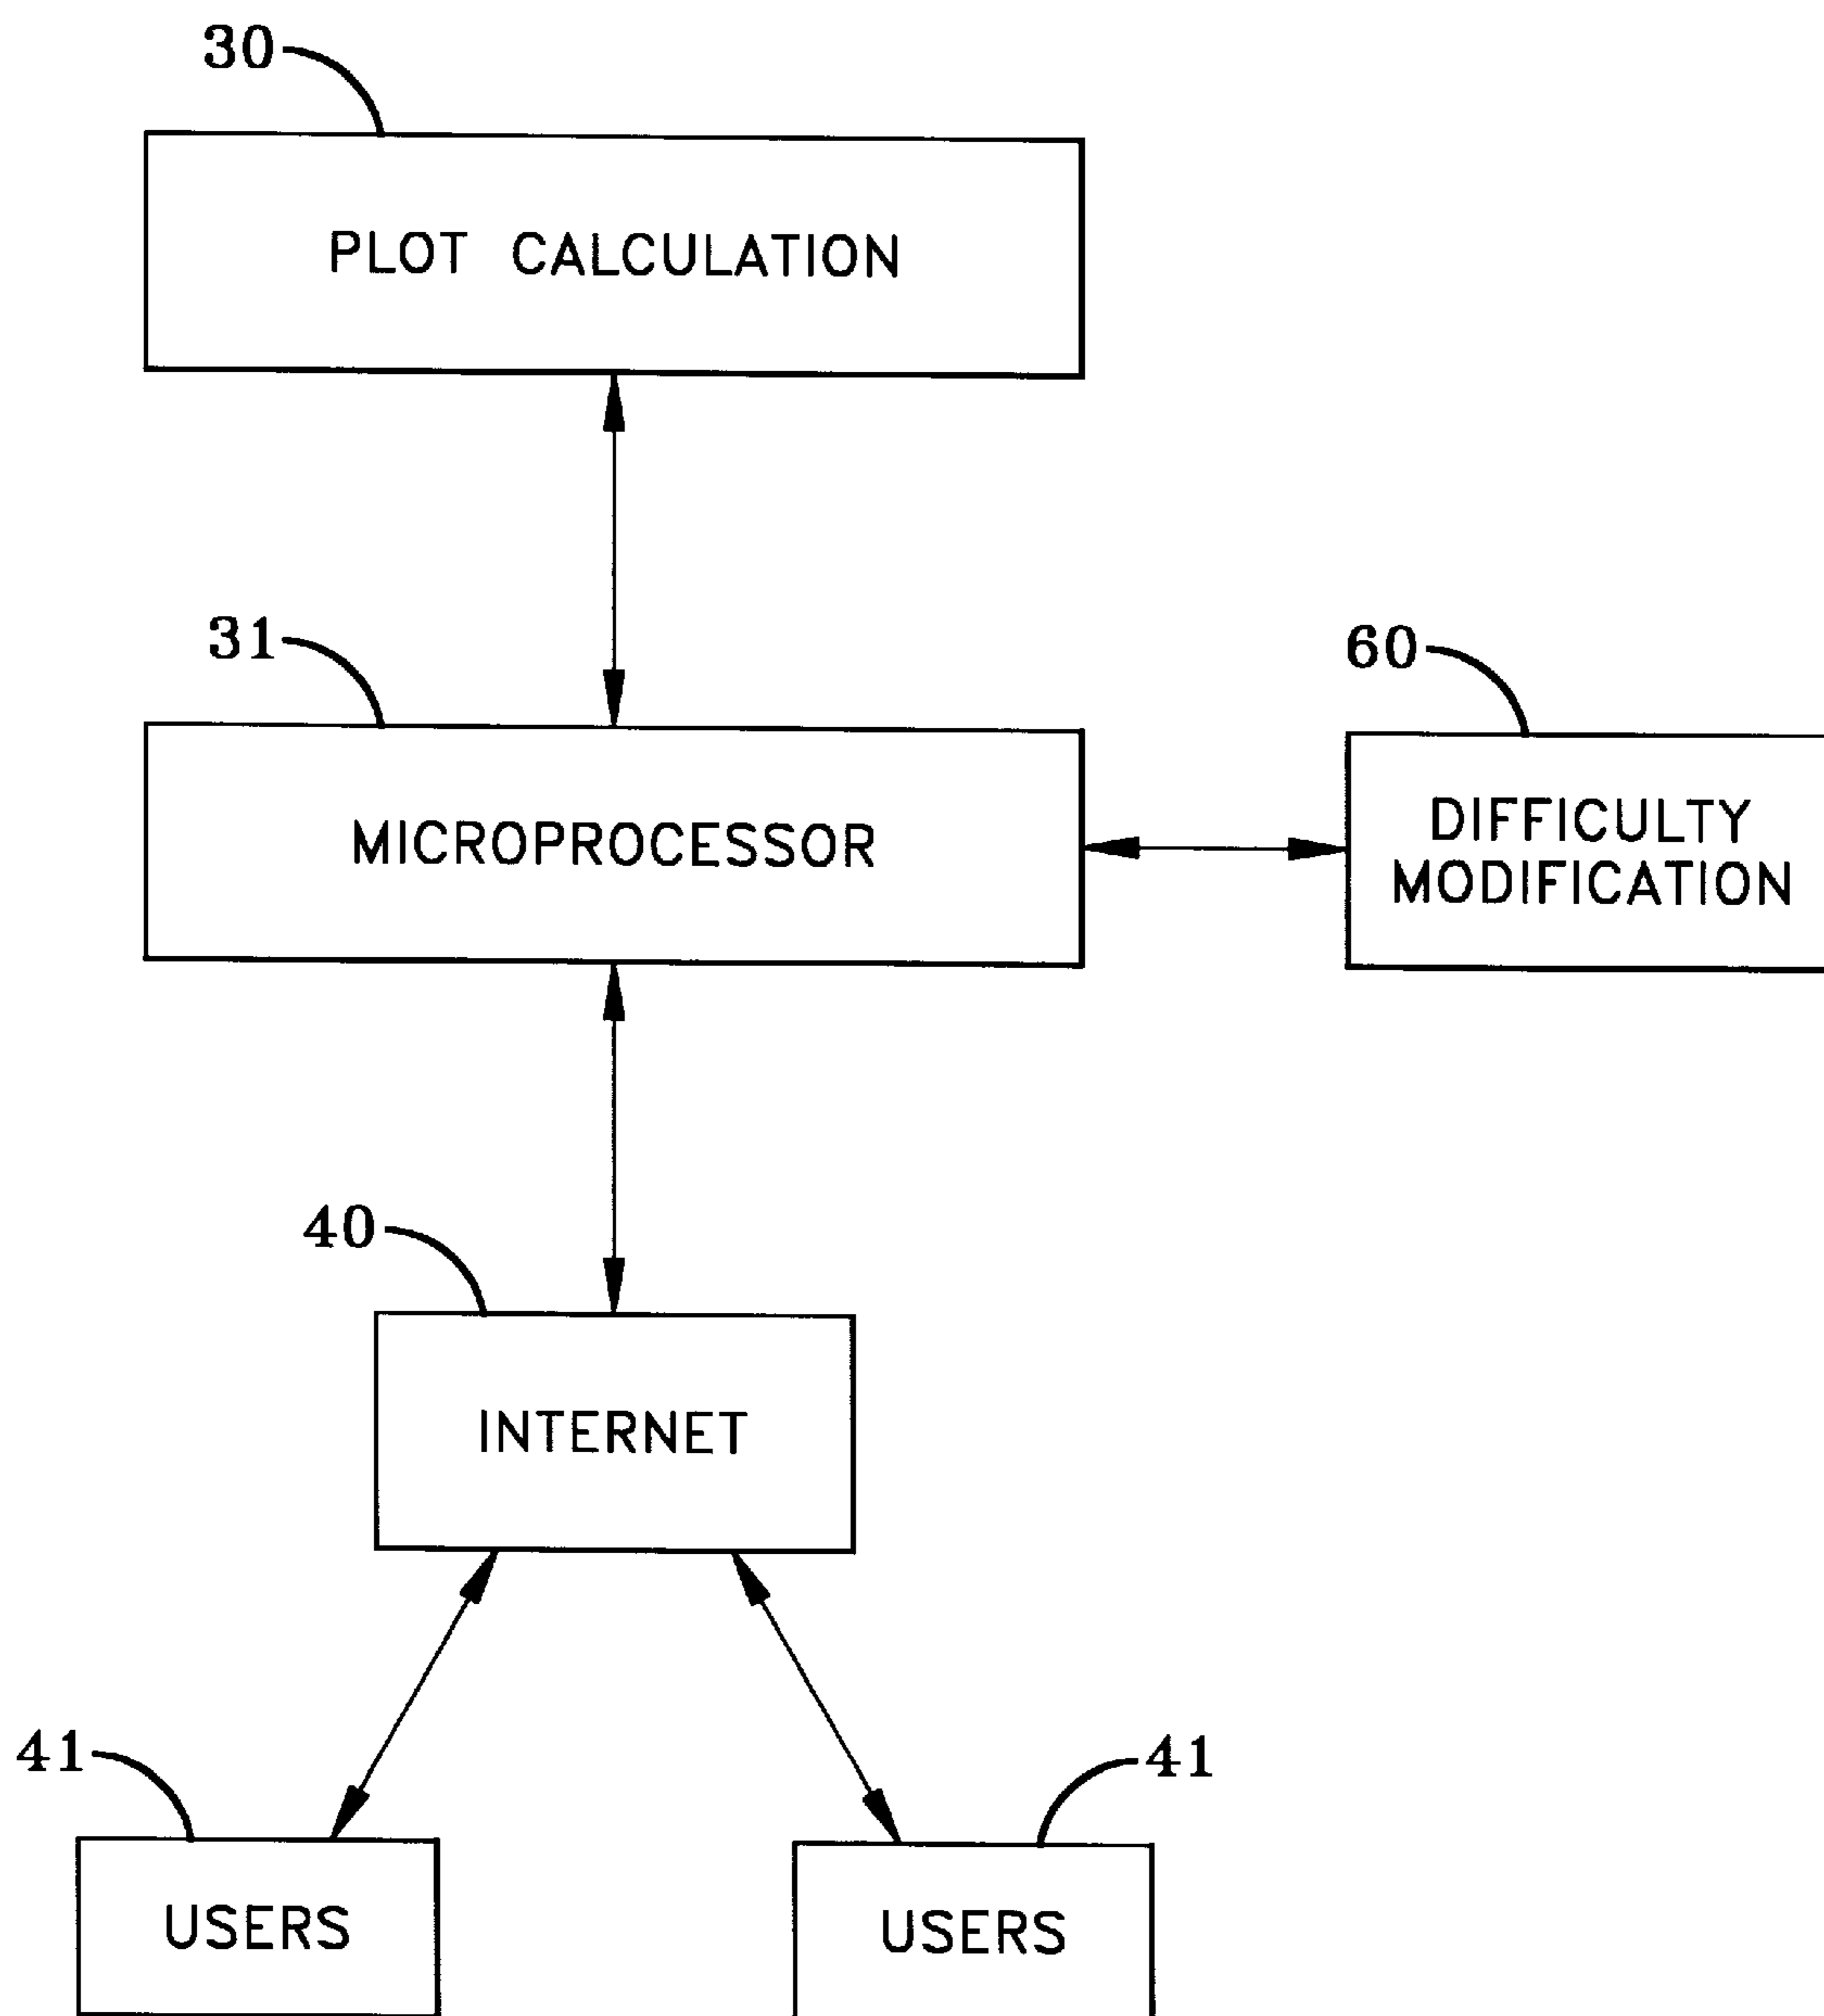 30
PLOT CALCULATION
31
60
MICROPROCESSOR
DIFFICULTY
MODIFICATION
40
INTERNET
41
41
USERS
USERS